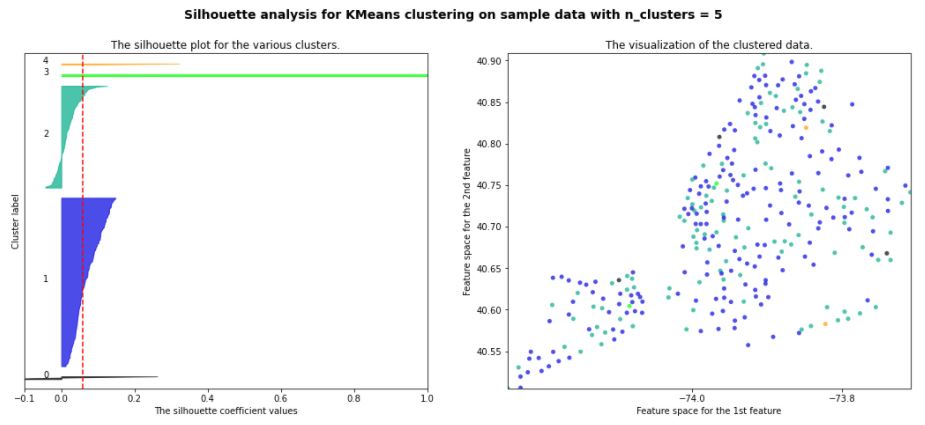 Silhouette analysis for KMeans clustering on sample data with n_clusters = 5
The silhouette plot for the various clusters.
4
3
2
1
0
Cluster label
−0.1 0.0 0.2 0.4 0.6 0.8 1.0
The silhouette coefficient values
The visualization of the clustered data.
40.90
40.85
40.80
40.75
40.70
40.65
40.60
40.55
Feature space for the 2nd feature
−74.0 −73.8
Feature space for the 1st feature